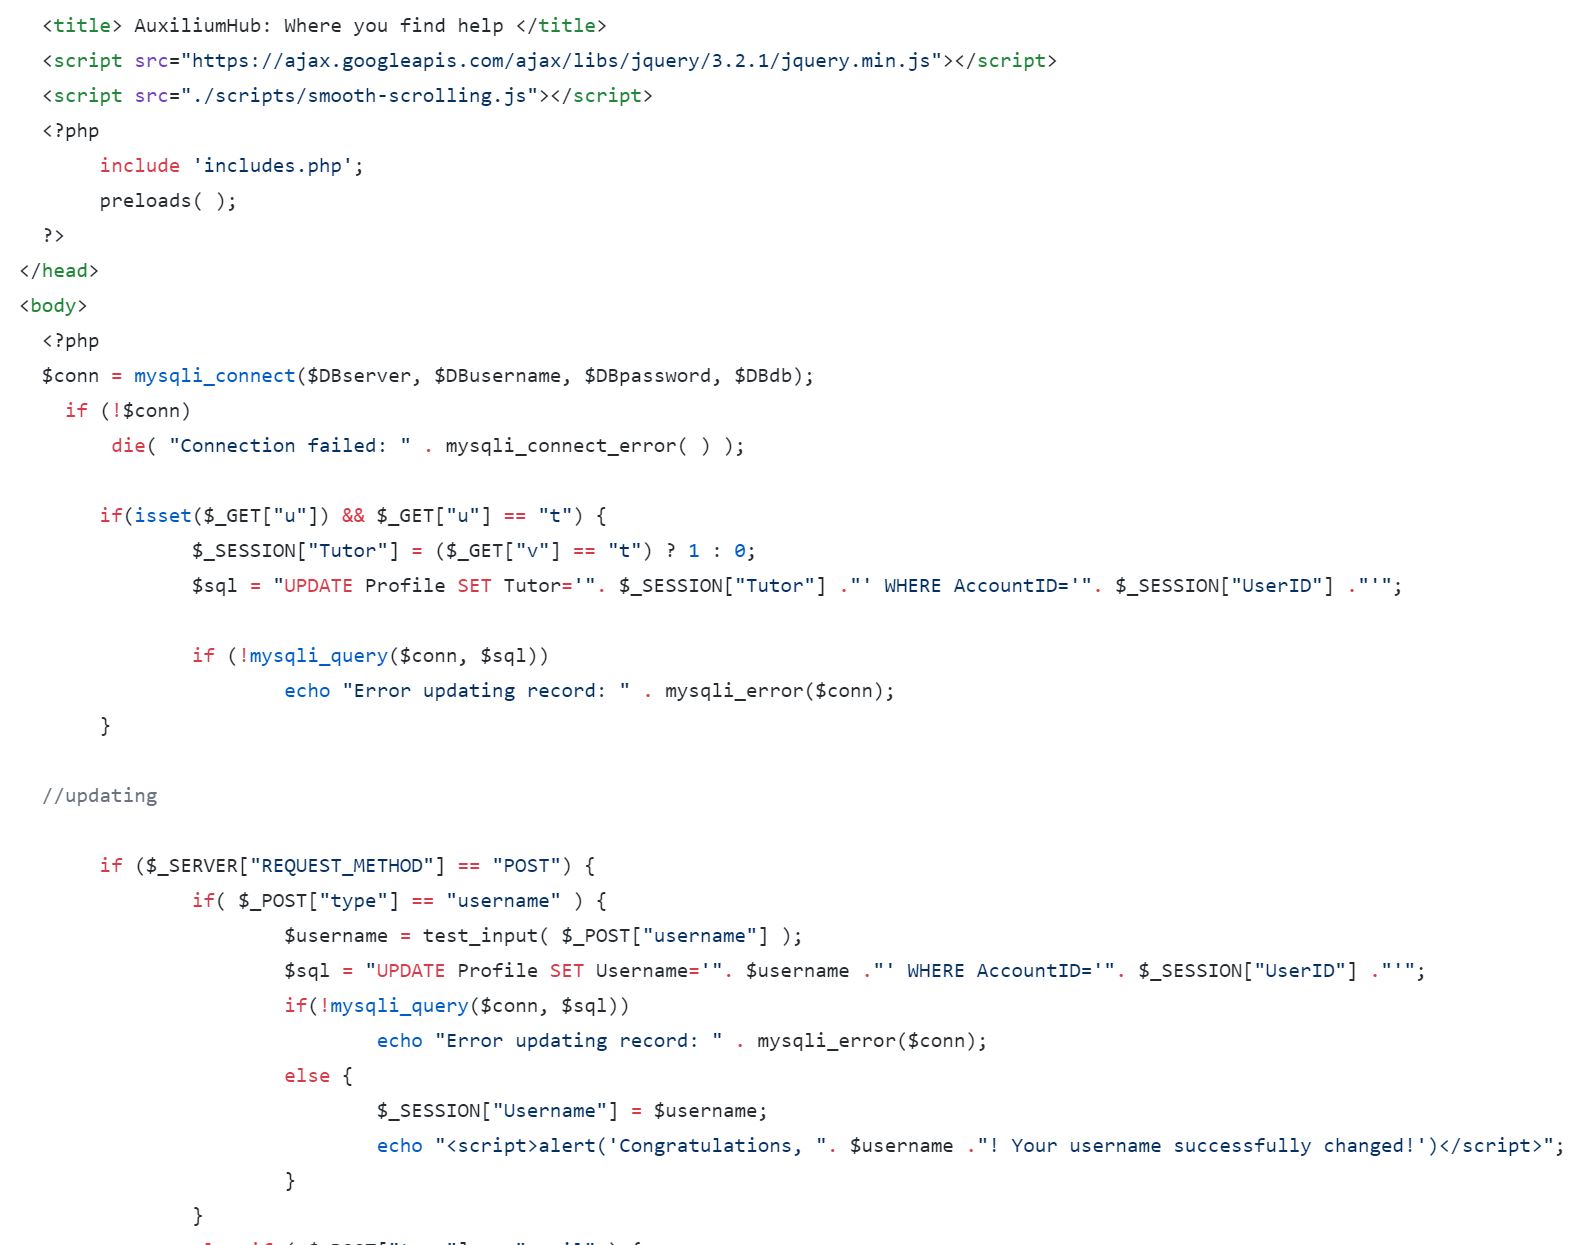 <title> AuxiliumHub: Where you find help </title>
<script src="https://ajax.googleapis.com/ajax/libs/jquery/3.2.1/jquery.min.js"></script>
<script src="./scripts/smooth-scrolling.js"></script>
<?php
include 'includes.php';
preloads( );
?>
</head>
<body>
<?php
$conn = mysqli_connect($DBserver, $DBusername, $DBpassword, $DBdb);
if (!$conn)
die( "Connection failed: " . mysqli_connect_error( ) );
if(isset($_GET["u"]) && $_GET["u"] == "t") {
$_SESSION["Tutor"] = ($_GET["v"] == "t") ? 1 : 0;
$sql = "UPDATE Profile SET Tutor='". $_SESSION["Tutor"] ."' WHERE AccountID='". $_SESSION["UserID"] ."'";
if (!mysqli_query($conn, $sql))
echo "Error updating record: " . mysqli_error($conn);
}
//updating
if ($_SERVER["REQUEST_METHOD"] == "POST") {
if( $_POST["type"] == "username" ) {
$username = test_input( $_POST["username"] );
$sql = "UPDATE Profile SET Username='". $username ."' WHERE AccountID='". $_SESSION["UserID"] ."'";
if(!mysqli_query($conn, $sql))
echo "Error updating record: " . mysqli_error($conn);
else {
$_SESSION["Username"] = $username;
echo "<script>alert('Congratulations, ". $username ."! Your username successfully changed!')</script>";
}
}